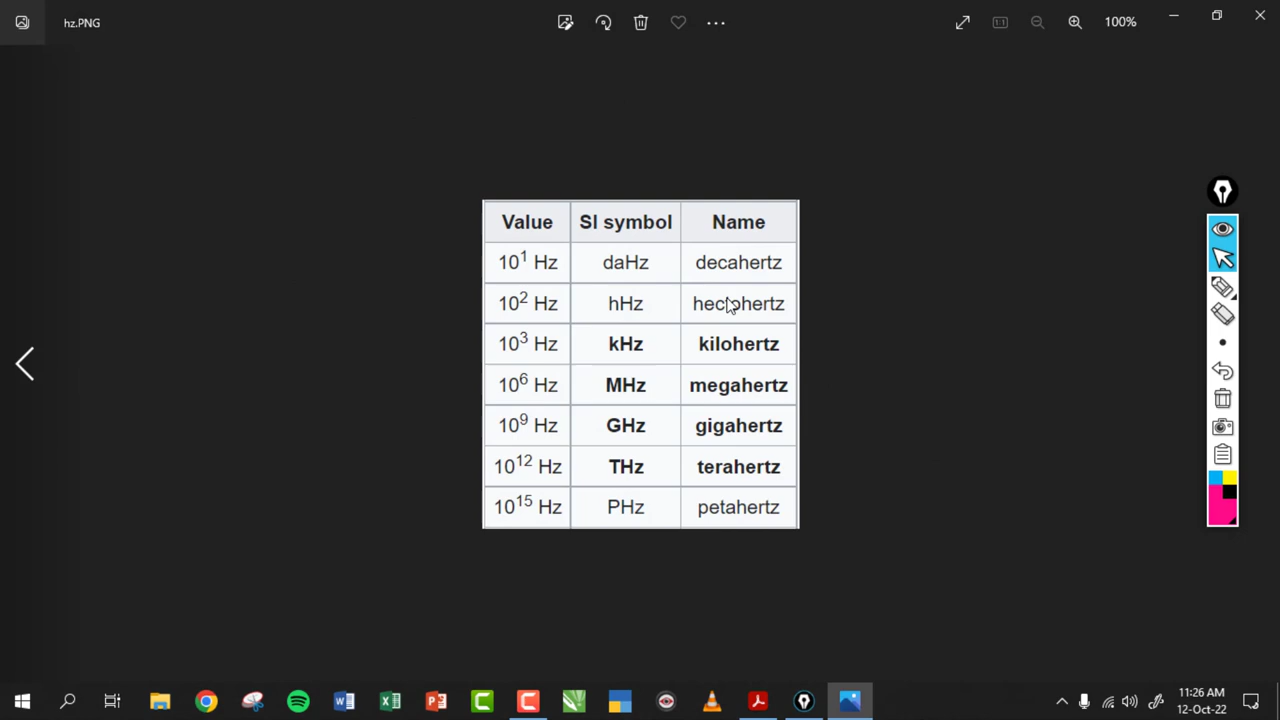 hz.PNG
1:1
100%
Value SI symbol Name
10¹ Hz daHz decahertz
10² Hz hHz hectohertz
10³ Hz kHz kilohertz
10⁶ Hz MHz megahertz
10⁹ Hz GHz gigahertz
10¹² Hz THz terahertz
10¹⁵ Hz PHz petahertz
11:26 AM
12-Oct-22